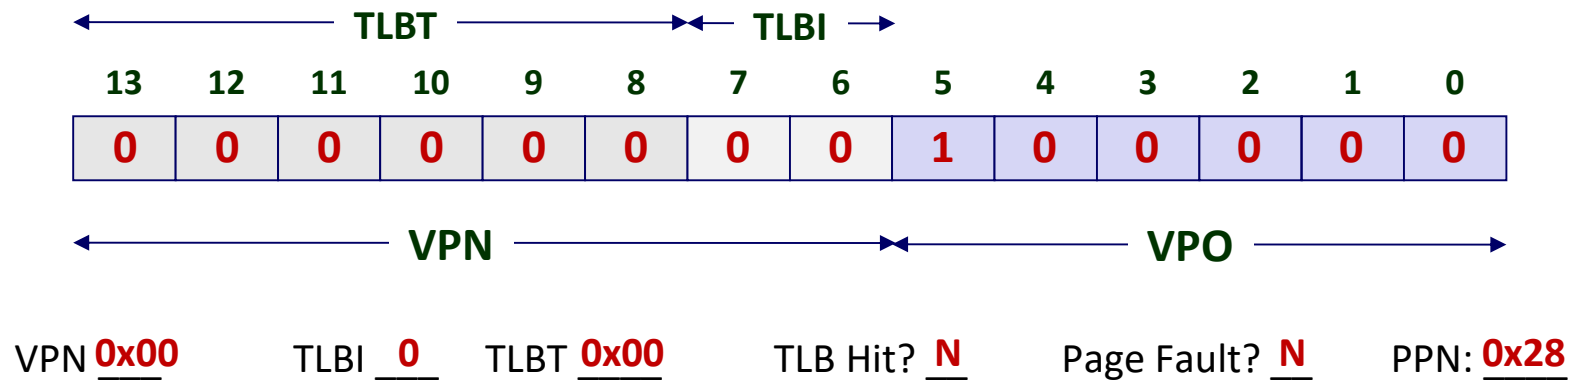 TLBT TLBI
13 12 11 10 9 8 7 6 5 4 3 2 1 0
0 0 0 0 0 0 0 0 1 0 0 0 0 0
VPN VPO
VPN 0x00 TLBI 0 TLBT 0x00 TLB Hit? N Page Fault? N PPN: 0x28